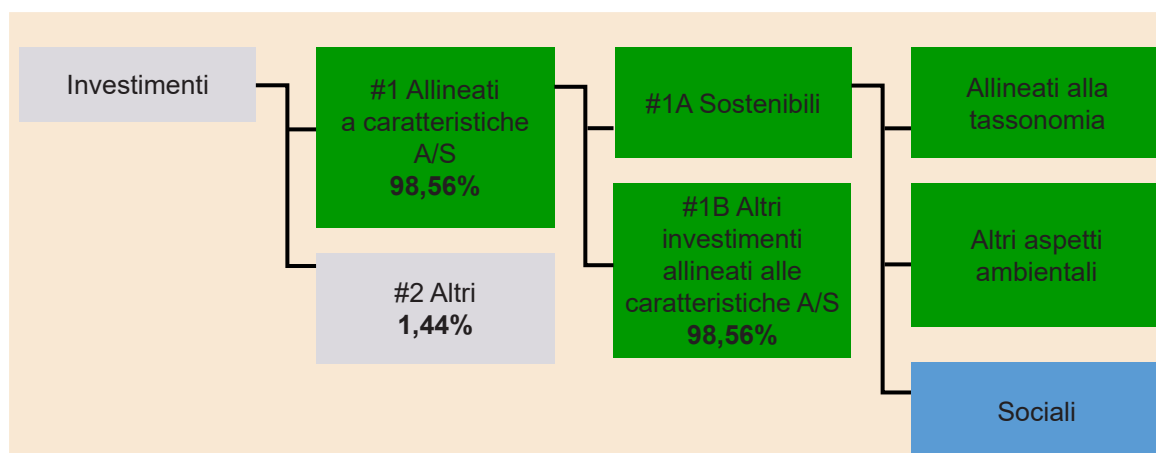 Investimenti
#1 Allineati
a caratteristiche
A/S
98,56%
#2 Altri
1,44%
#1A Sostenibili
#1B Altri
investimenti
allineati alle
caratteristiche A/S
98,56%
Allineati alla
tassonomia
Altri aspetti
ambientali
Sociali